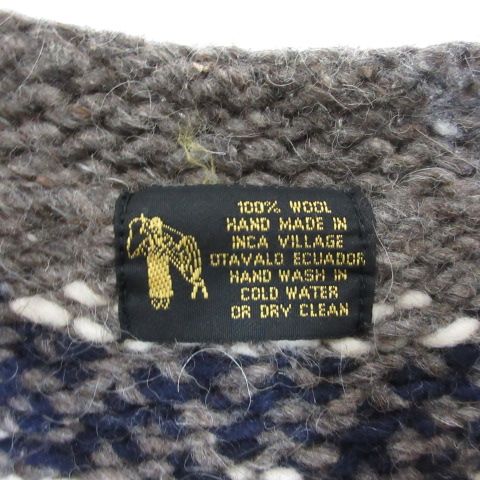 100% WOOL
HAND MADE IN
INCA VILLAGE
OTAVALO ECUADOR
HAND WASH IN
COLD WATER
OR DRY CLEAN